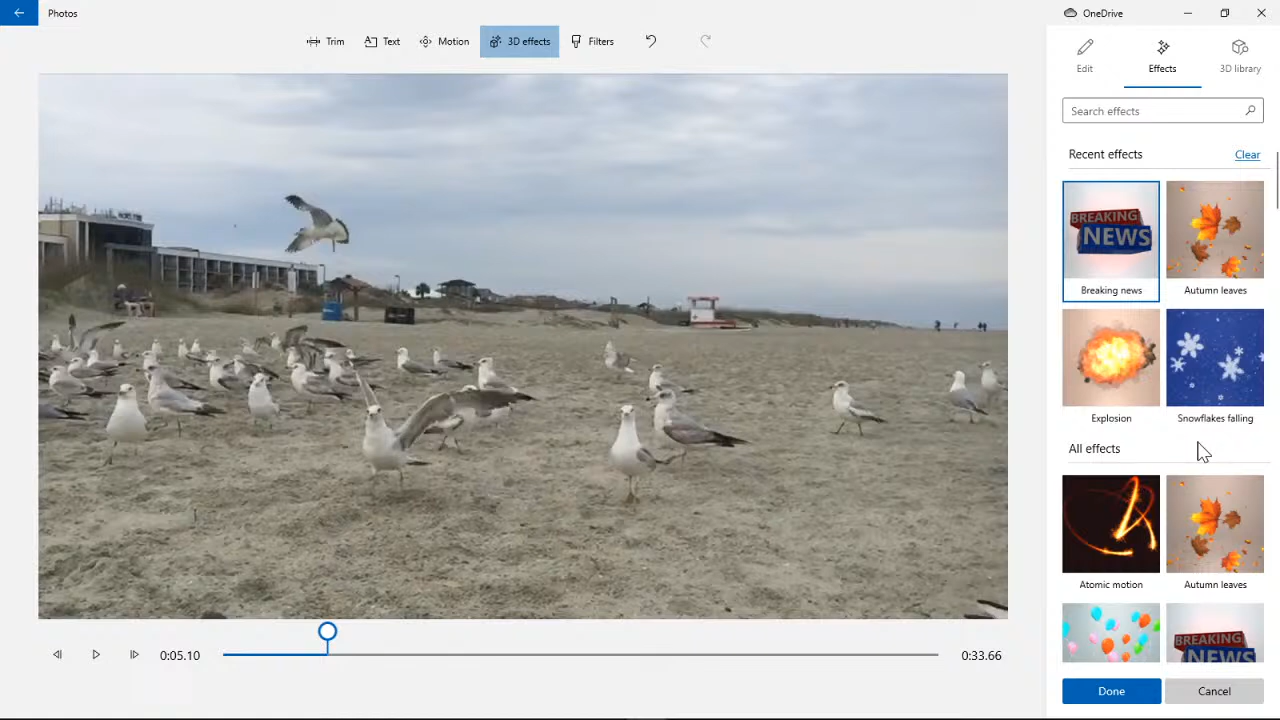 Photos
OneDrive
Trim
Text
Motion
3D effects
Filters
Edit
Effects
3D library
Search effects
Recent effects
Clear
BREAKING
NEWS
Breaking news
Autumn leaves
Explosion
Snowflakes falling
All effects
Atomic motion
Autumn leaves
BREAKING
NEWS
0:05.10
0:33.66
Done
Cancel